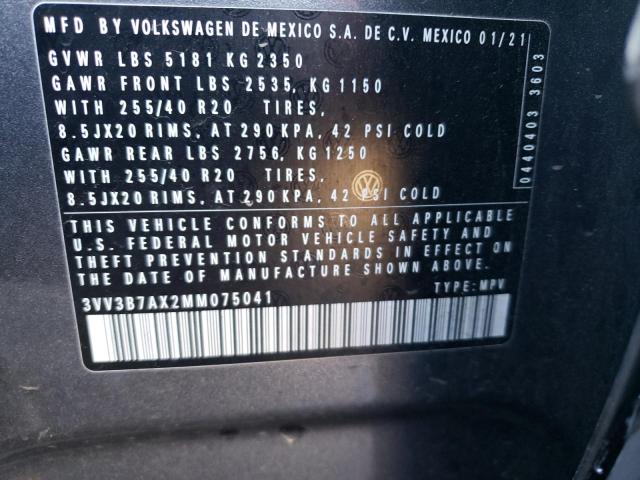 MFD BY VOLKSWAGEN DE MEXICO S.A. DE C.V. MEXICO 01/21
GVWR LBS 5181 KG 2350
GAWR FRONT LBS 2535, KG 1150
WITH 255/40 R20 TIRES,
8.5JX20 RIMS, AT 290 KPA, 42 PSI COLD
GAWR REAR LBS 2756, KG 1250
WITH 255/40 R20 TIRES,
8.5JX20 RIMS, AT 290 KPA, 42 PSI COLD
THIS VEHICLE CONFORMS TO ALL APPLICABLE
U.S. FEDERAL MOTOR VEHICLE SAFETY AND
THEFT PREVENTION STANDARDS IN EFFECT ON
THE DATE OF MANUFACTURE SHOWN ABOVE.
3VV3B7AX2MM075041 TYPE: MPV
0440403 3603